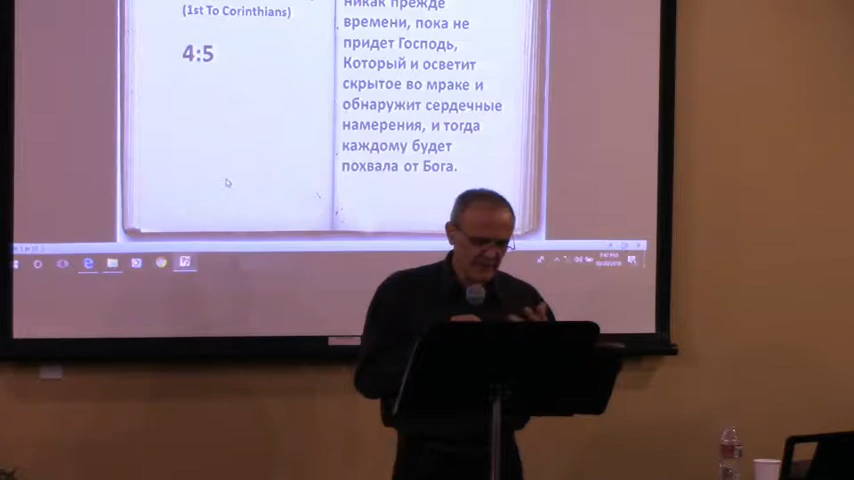 (1st To Corinthians)
4:5
никак прежде
времени, пока не
придет Господь,
Который и осветит
скрытое во мраке и
обнаружит сердечные
намерения, и тогда
каждому будет
похвала от Бога.